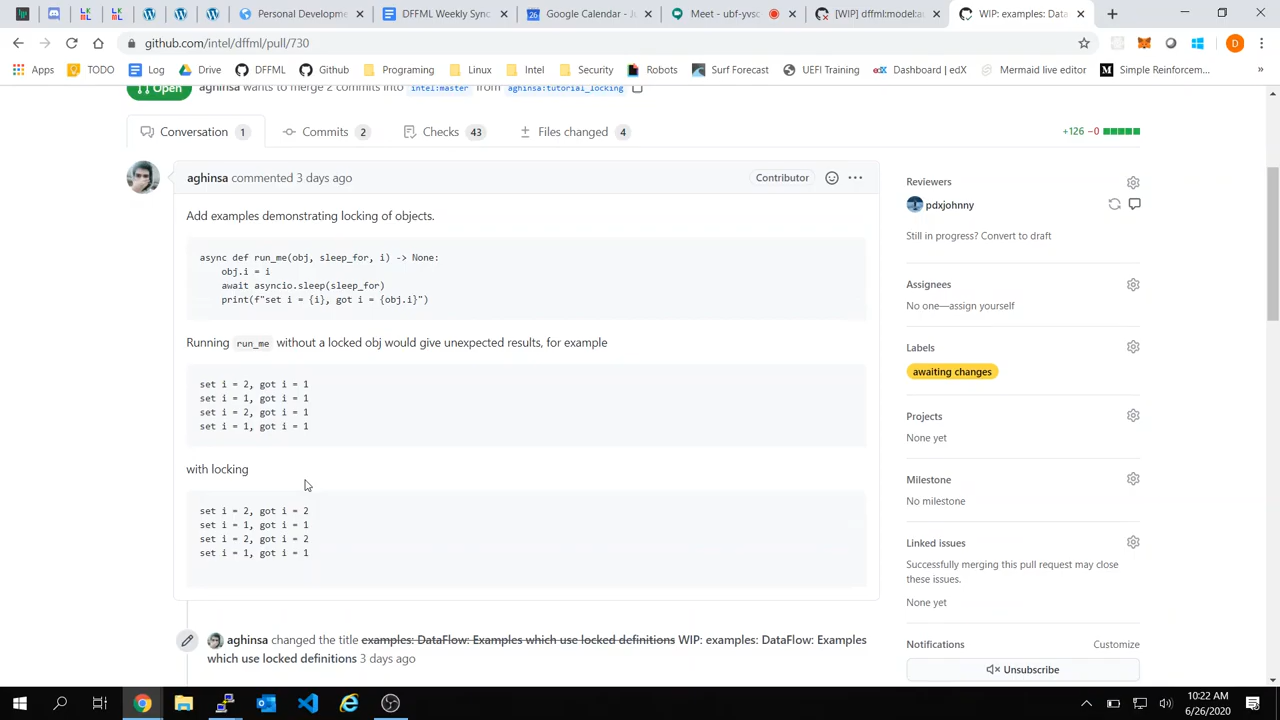 Personal Developme
DFFML Weekly Sync
Google Calendar - Ju
Meet - ubf-yvsc
[WIP] dffml:model:au
WIP: examples: Data
github.com/intel/dffml/pull/730
D
Apps
TODO
Log
Drive
DFFML
Github
Programing
Linux
Intel
Security
Robots
Surf Forecast
UEFI Training
Dashboard | edX
Mermaid live editor
Simple Reinforcem...
»
Open
aghinsa wants to merge 2 commits into intel:master from aghinsa:tutorial_locking
Conversation 1
Commits 2
Checks 43
Files changed 4
+126 −0
aghinsa commented 3 days ago
Contributor
Add examples demonstrating locking of objects.
async def run_me(obj, sleep_for, i) -> None:
obj.i = i
await asyncio.sleep(sleep_for)
print(f"set i = {i}, got i = {obj.i}")
Running run_me without a locked obj would give unexpected results, for example
set i = 2, got i = 1
set i = 1, got i = 1
set i = 2, got i = 1
set i = 1, got i = 1
with locking
set i = 2, got i = 2
set i = 1, got i = 1
set i = 2, got i = 2
set i = 1, got i = 1
aghinsa changed the title examples: DataFlow: Examples which use locked definitions WIP: examples: DataFlow: Examples
which use locked definitions 3 days ago
Reviewers
pdxjohnny
Still in progress? Convert to draft
Assignees
No one—assign yourself
Labels
awaiting changes
Projects
None yet
Milestone
No milestone
Linked issues
Successfully merging this pull request may close
these issues.
None yet
Notifications
Customize
Unsubscribe
10:22 AM
6/26/2020